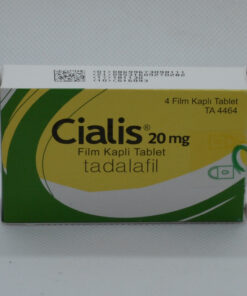 4 Film Kaplı Tablet
TA 4464
Cialis® 20 mg
Film Kaplı Tablet
tadalafil